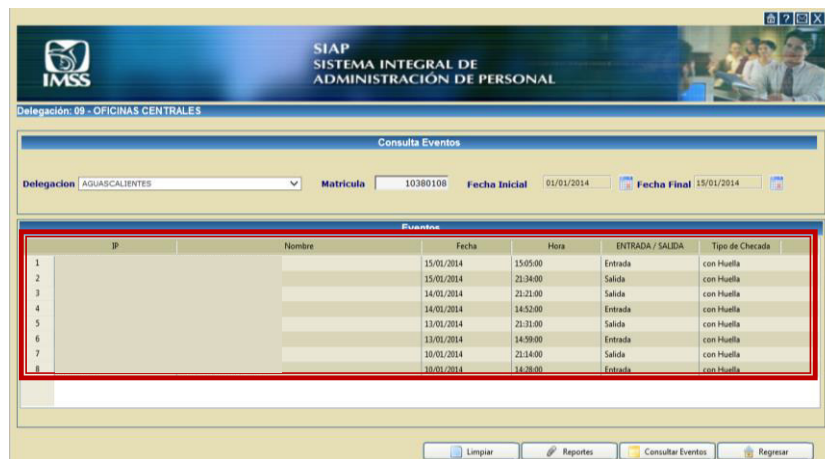 IMSS
SIAP
SISTEMA INTEGRAL DE
ADMINISTRACIÓN DE PERSONAL
Delegación: 09 - OFICINAS CENTRALES
Consulta Eventos
Delegacion AGUASCALIENTES Matricula 10380108 Fecha Inicial 01/01/2014 Fecha Final 15/01/2014
Eventos
IP Nombre Fecha Hora ENTRADA / SALIDA Tipo de Checada
1 15/01/2014 15:05:00 Entrada con Huella
2 15/01/2014 21:34:00 Salida con Huella
3 14/01/2014 21:21:00 Salida con Huella
4 14/01/2014 14:52:00 Entrada con Huella
5 13/01/2014 21:31:00 Salida con Huella
6 13/01/2014 14:59:00 Entrada con Huella
7 10/01/2014 21:14:00 Salida con Huella
8 10/01/2014 14:28:00 Entrada con Huella
Limpiar Reportes Consultar Eventos Regresar